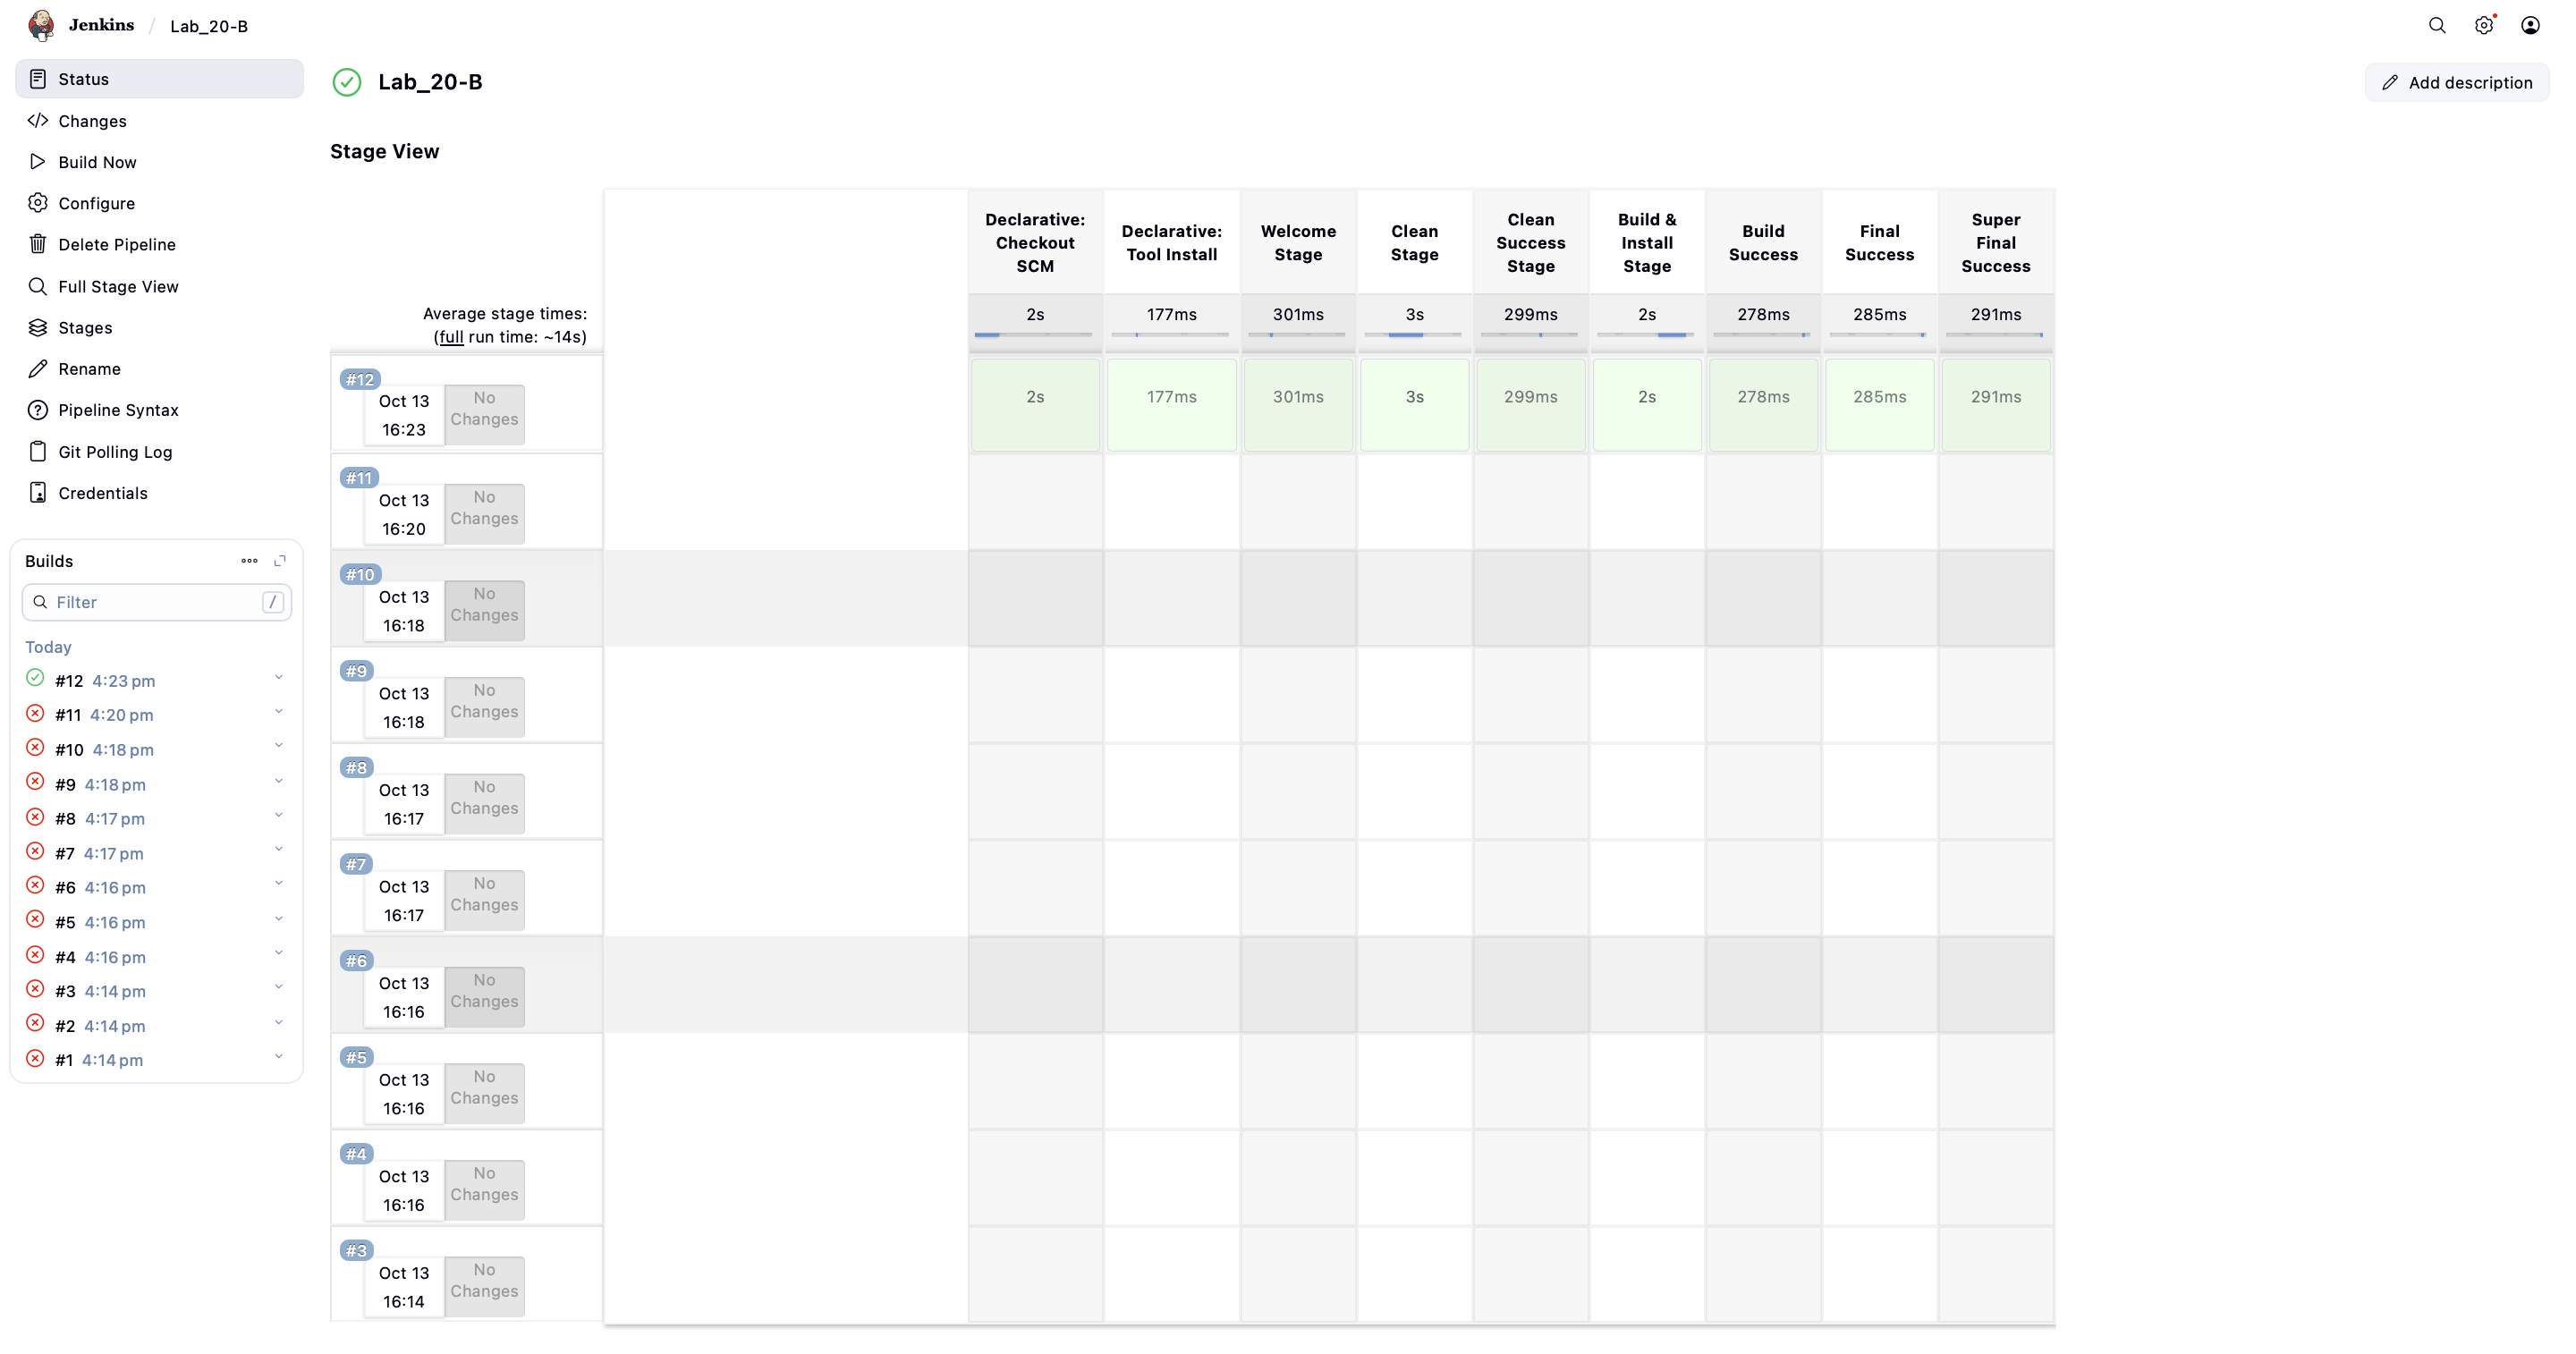 Jenkins / Lab_20-B
Status
Changes
Build Now
Configure
Delete Pipeline
Full Stage View
Stages
Rename
Pipeline Syntax
Git Polling Log
Credentials
Builds
Filter /
Today
#12 4:23 pm
#11 4:20 pm
#10 4:18 pm
#9 4:18 pm
#8 4:17 pm
#7 4:17 pm
#6 4:16 pm
#5 4:16 pm
#4 4:16 pm
#3 4:14 pm
#2 4:14 pm
#1 4:14 pm
Lab_20-B
Add description
Stage View
Declarative:
Checkout
SCM
Declarative:
Tool Install
Welcome
Stage
Clean
Stage
Clean
Success
Stage
Build &
Install
Stage
Build
Success
Final
Success
Super
Final
Success
Average stage times:
(full run time: ~14s)
2s 177ms 301ms 3s 299ms 2s 278ms 285ms 291ms
#12
Oct 13
16:23
No
Changes
2s 177ms 301ms 3s 299ms 2s 278ms 285ms 291ms
#11
Oct 13
16:20
No
Changes
#10
Oct 13
16:18
No
Changes
#9
Oct 13
16:18
No
Changes
#8
Oct 13
16:17
No
Changes
#7
Oct 13
16:17
No
Changes
#6
Oct 13
16:16
No
Changes
#5
Oct 13
16:16
No
Changes
#4
Oct 13
16:16
No
Changes
#3
Oct 13
16:14
No
Changes